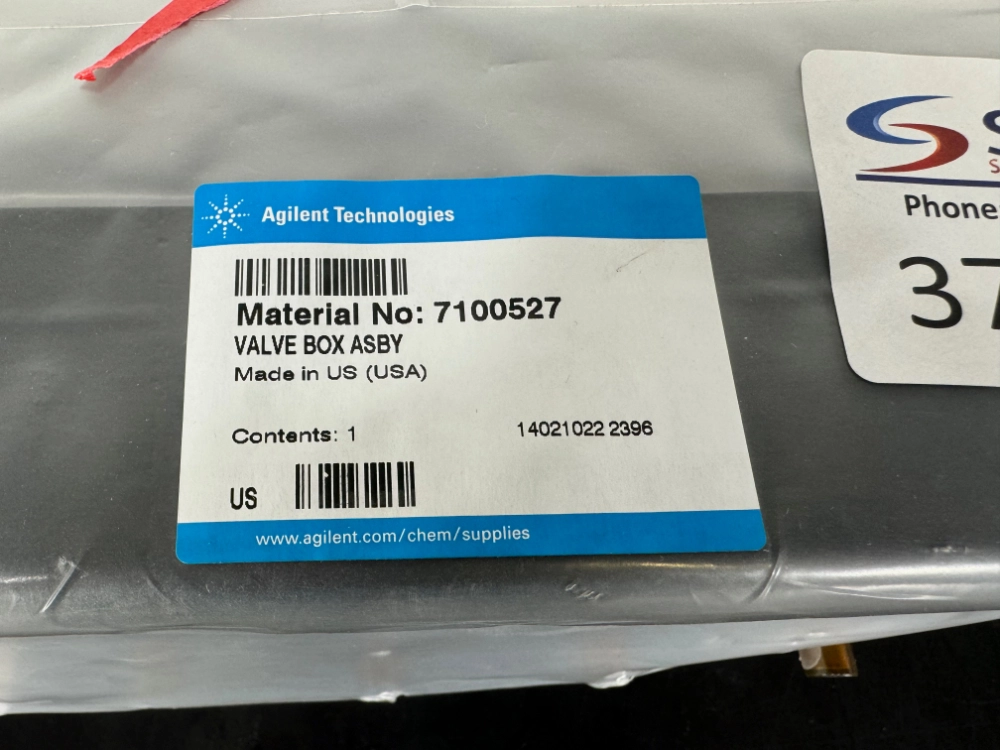 Agilent Technologies
Material No: 7100527
VALVE BOX ASBY
Made in US (USA)
Contents: 1
14021022 2396
US
www.agilent.com/chem/supplies
Phone:
37